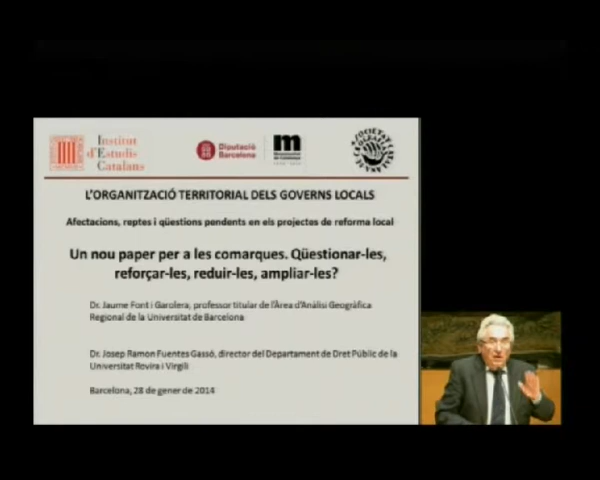 Institut
d'Estudis
Catalans
Diputació
Barcelona
m
L'ORGANITZACIÓ TERRITORIAL DELS GOVERNS LOCALS
Afectacions, reptes i qüestions pendents en els projectes de reforma local
Un nou paper per a les comarques. Qüestionar-les,
reforçar-les, reduir-les, ampliar-les?
Dr. Jaume Font i Garolera, professor titular de l'Àrea d'Anàlisi Geogràfica
Regional de la Universitat de Barcelona
Dr. Josep Ramon Fuentes Gassó, director del Departament de Dret Públic de la
Universitat Rovira i Virgili
Barcelona, 28 de gener de 2014